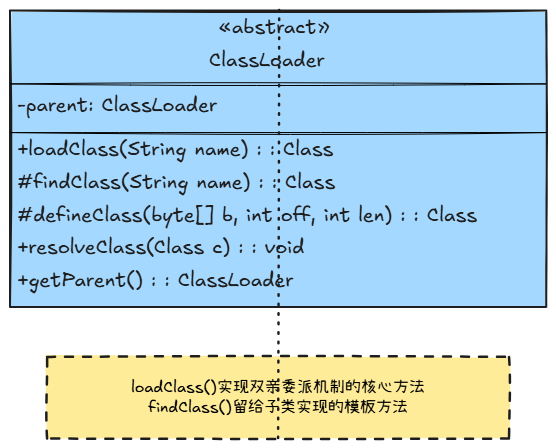 «abstract»
ClassLoader
-parent: ClassLoader
+loadClass(String name) : : Class
#findClass(String name) : : Class
#defineClass(byte[] b, int off, int len) : : Class
+resolveClass(Class c) : : void
+getParent() : : ClassLoader
loadClass()实现双亲委派机制的核心方法
findClass()留给子类实现的模板方法